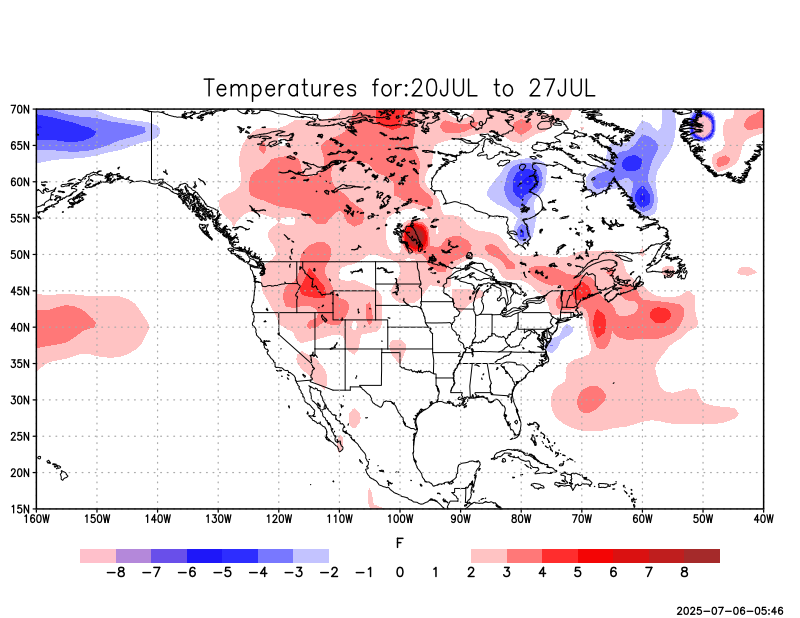 Temperatures for:20JUL to 27JUL
70N
65N
60N
55N
50N
45N
40N
35N
30N
25N
20N
15N
160W 150W 140W 130W 120W 110W 100W 90W 80W 70W 60W 50W 40W
F
-8 -7 -6 -5 -4 -3 -2 -1 0 1 2 3 4 5 6 7 8
2025-07-06-05:46